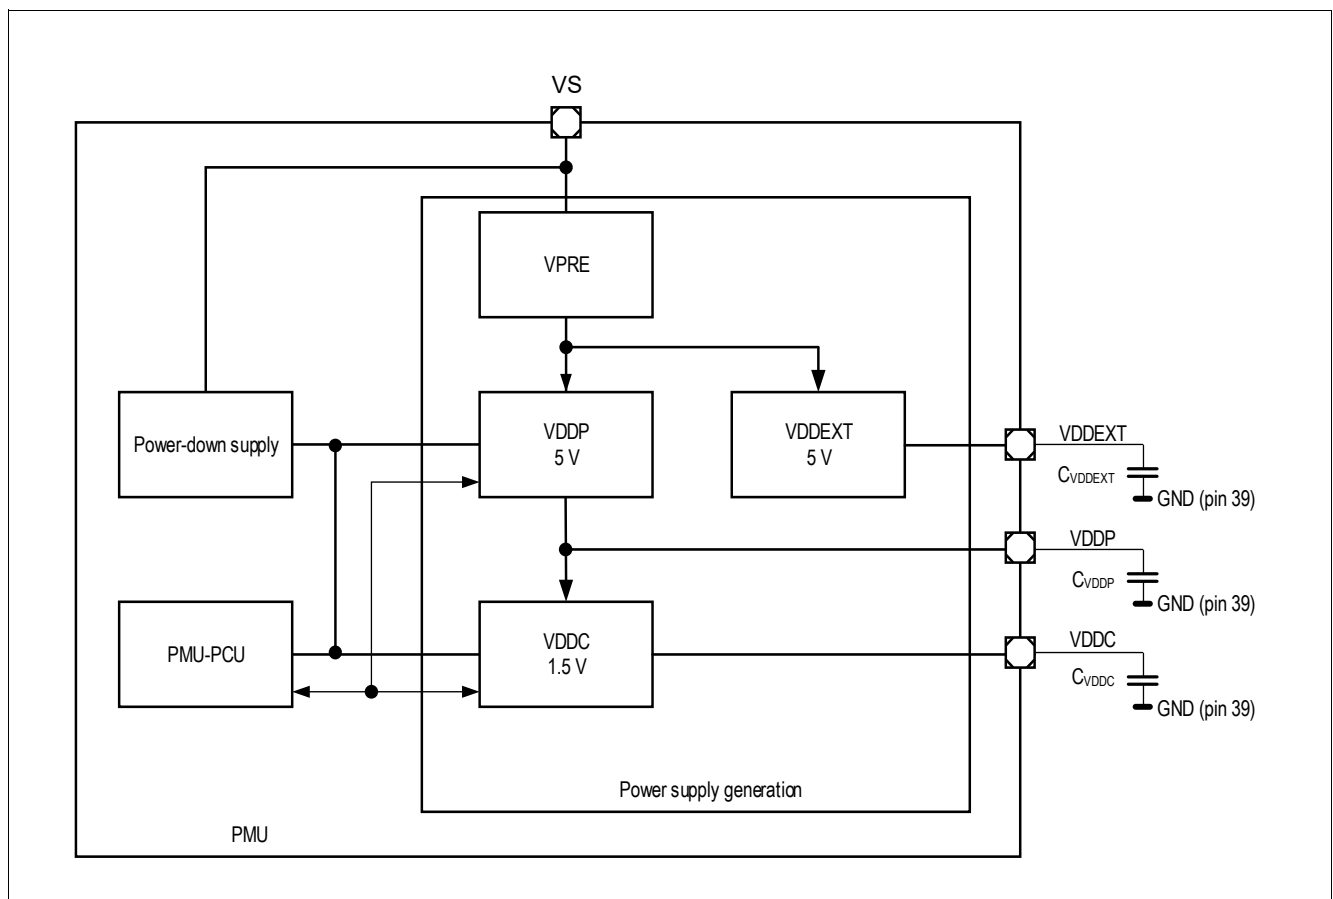 VS
VPRE
Power-down supply
VDDP
5 V
VDDEXT
5 V
VDDEXT
CVDDEXT
GND (pin 39)
VDDP
CVDDP
GND (pin 39)
PMU-PCU
VDDC
1.5 V
VDDC
CVDDC
GND (pin 39)
Power supply generation
PMU